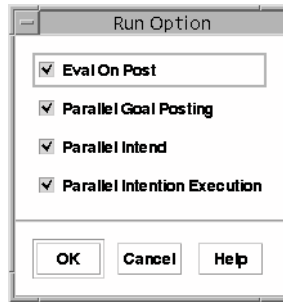 Run Option
Eval On Post
Parallel Goal Posting
Parallel Intend
Parallel Intention Execution
OK Cancel Help